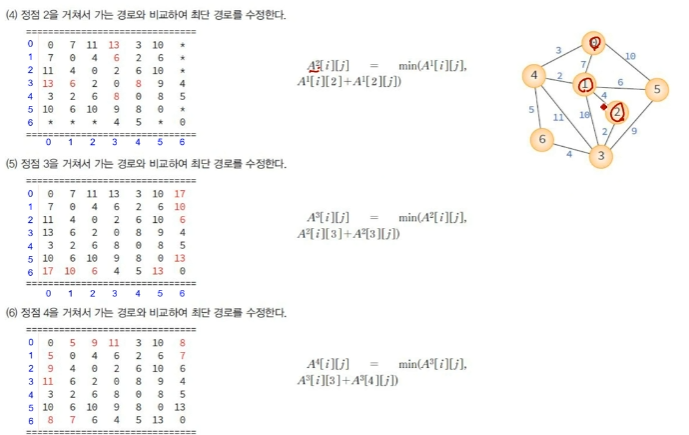 (4) 정점 2을 거쳐서 가는 경로와 비교하여 최단 경로를 수정한다.
===============================
0 0 7 11 13 3 10 *
1 7 0 4 6 2 6 *
2 11 4 0 2 6 10 *
3 13 6 2 0 8 9 4
4 3 2 6 8 0 8 5
5 10 6 10 9 8 0 *
6 * * * 4 5 * 0
===============================
0 1 2 3 4 5 6
A²[i][j] = min(A¹[i][j],
A¹[i][2]+A¹[2][j])
0
3 7 10
4 2 1 6 5
4
5 11 10 2
2 9
6 4 3
(5) 정점 3을 거쳐서 가는 경로와 비교하여 최단 경로를 수정한다.
===============================
0 0 7 11 13 3 10 17
1 7 0 4 6 2 6 10
2 11 4 0 2 6 10 6
3 13 6 2 0 8 9 4
4 3 2 6 8 0 8 5
5 10 6 10 9 8 0 13
6 17 10 6 4 5 13 0
===============================
0 1 2 3 4 5 6
A³[i][j] = min(A²[i][j],
A²[i][3]+A²[3][j])
(6) 정점 4을 거쳐서 가는 경로와 비교하여 최단 경로를 수정한다.
===============================
0 0 5 9 11 3 10 8
1 5 0 4 6 2 6 7
2 9 4 0 2 6 10 6
3 11 6 2 0 8 9 4
4 3 2 6 8 0 8 5
5 10 6 10 9 8 0 13
6 8 7 6 4 5 13 0
===============================
A⁴[i][j] = min(A³[i][j],
A³[i][3]+A³[4][j])